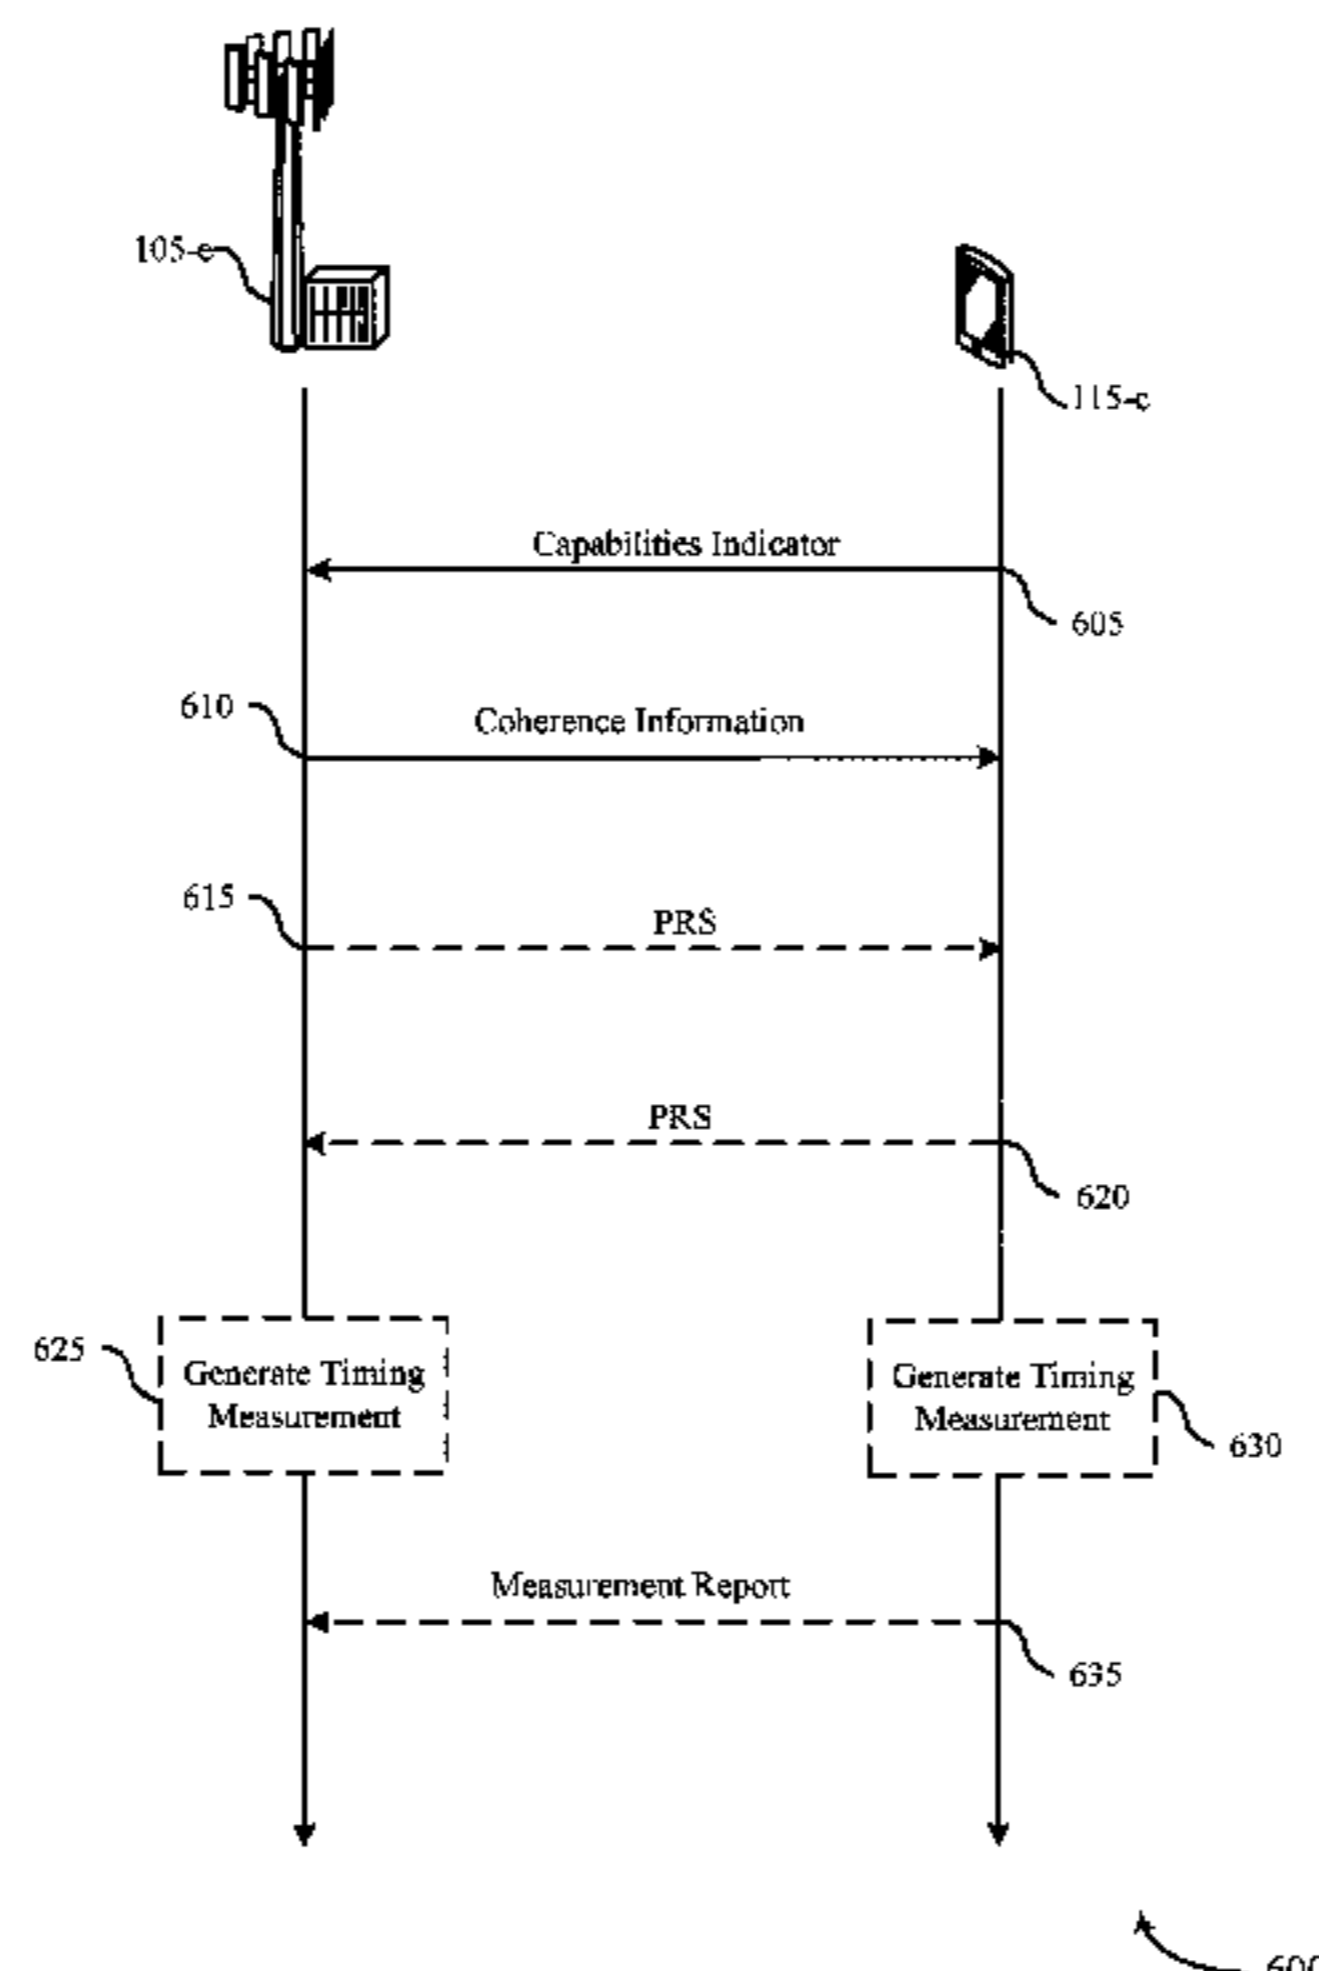 105-e
115-c
Capabilities Indicator
605
610
Coherence Information
615
PRS
PRS
620
625
Generate Timing
Measurement
Generate Timing
Measurement
630
Measurement Report
635
600